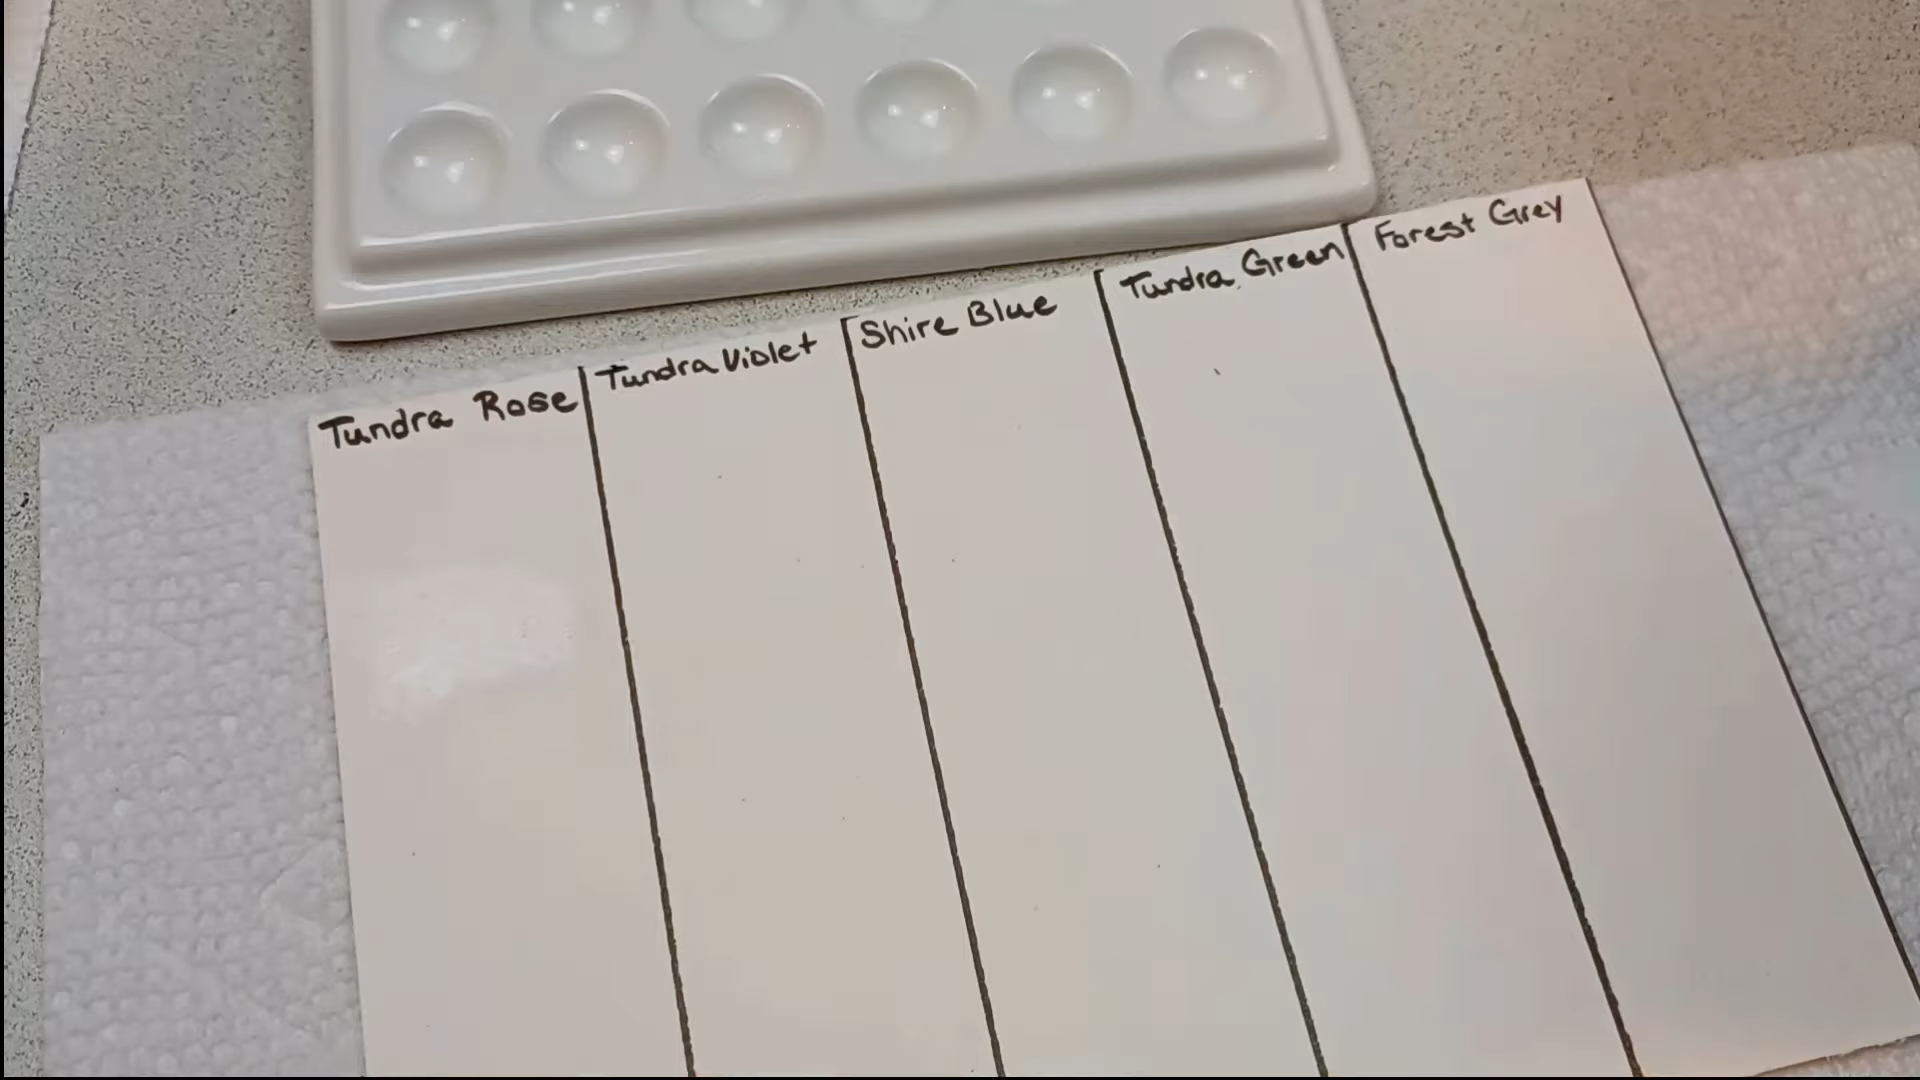 Tundra Rose
Tundra Violet
Shire Blue
Tundra Green
Forest Grey